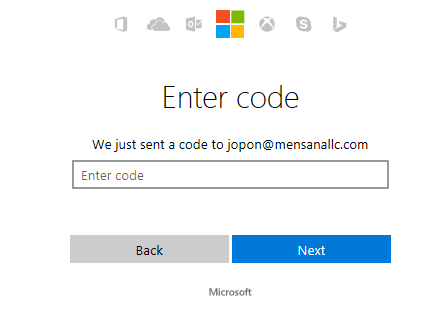 Enter code
We just sent a code to jopon@mensanallc.com
Enter code
Back Next
Microsoft